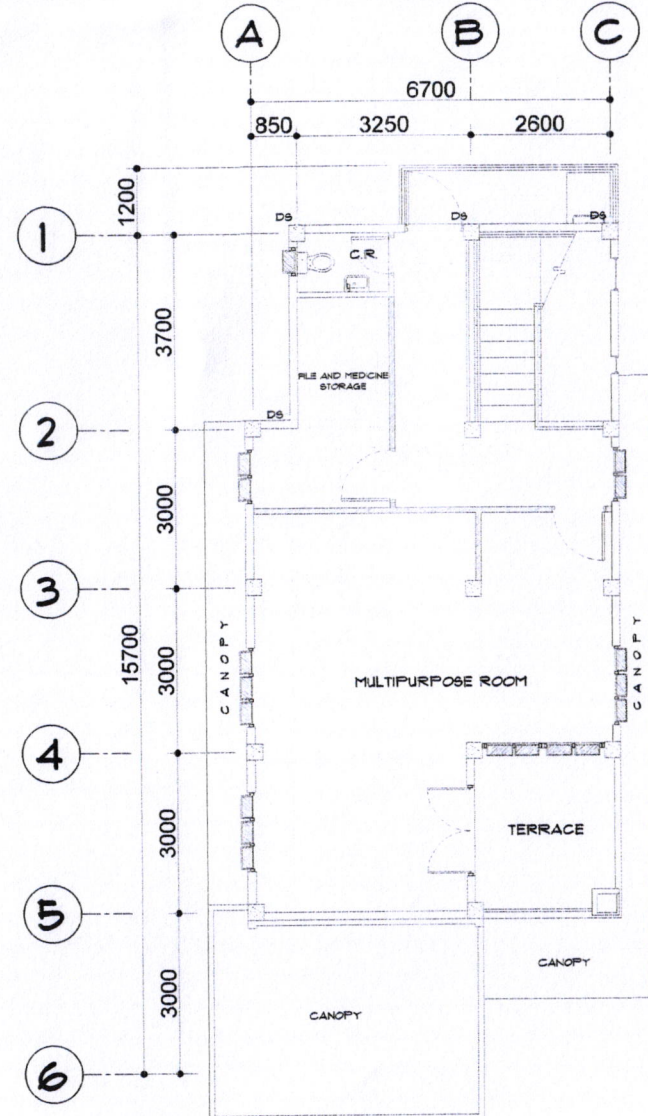 A
B
C
6700
850
3250
2600
1200
DS
DS
DS
1
C.R.
3700
FILE AND MEDICINE
STORAGE
DS
2
3000
3
CANOPY
CANOPY
15700
3000
MULTIPURPOSE ROOM
4
3000
TERRACE
5
CANOPY
3000
CANOPY
6